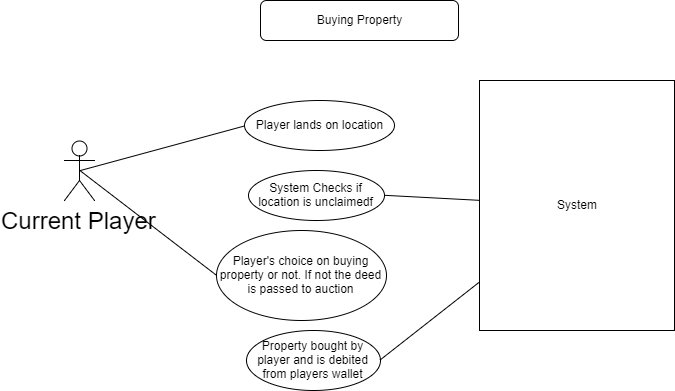 Buying Property
Player lands on location
System Checks if
location is unclaimedf
System
Current Player
Player's choice on buying
property or not. If not the deed
is passed to auction
Property bought by
player and is debited
from players wallet